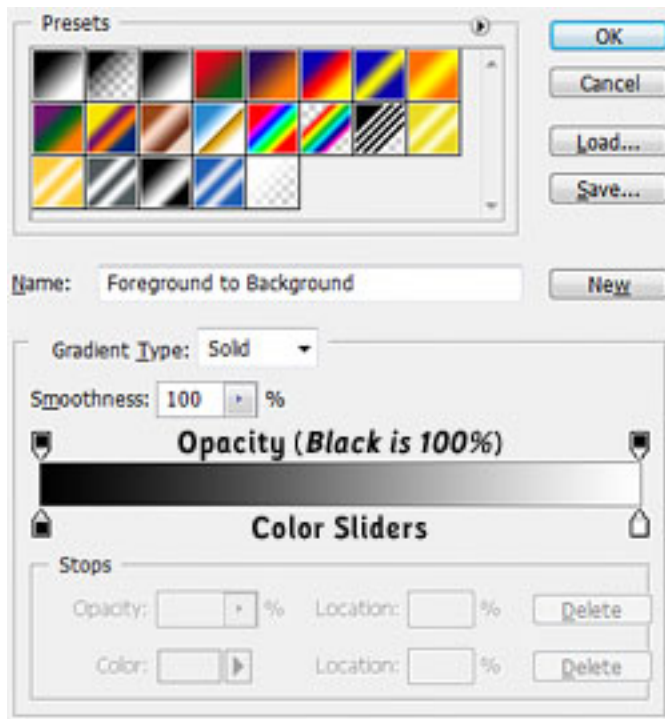 Presets
OK
Cancel
Load...
Save...
Name: Foreground to Background
New
Gradient Type: Solid
Smoothness: 100 %
Opacity (Black is 100%)
Color Sliders
Stops
Opacity: % Location: % Delete
Color: Location: % Delete